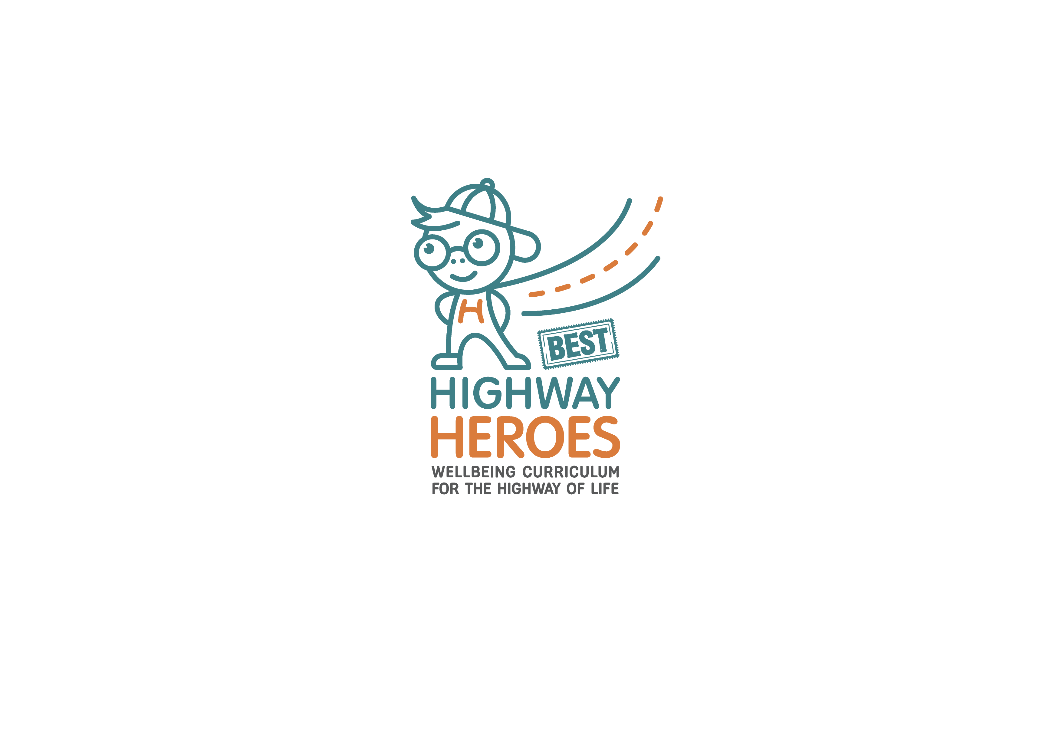 H
BEST
HIGHWAY
HEROES
WELLBEING CURRICULUM
FOR THE HIGHWAY OF LIFE